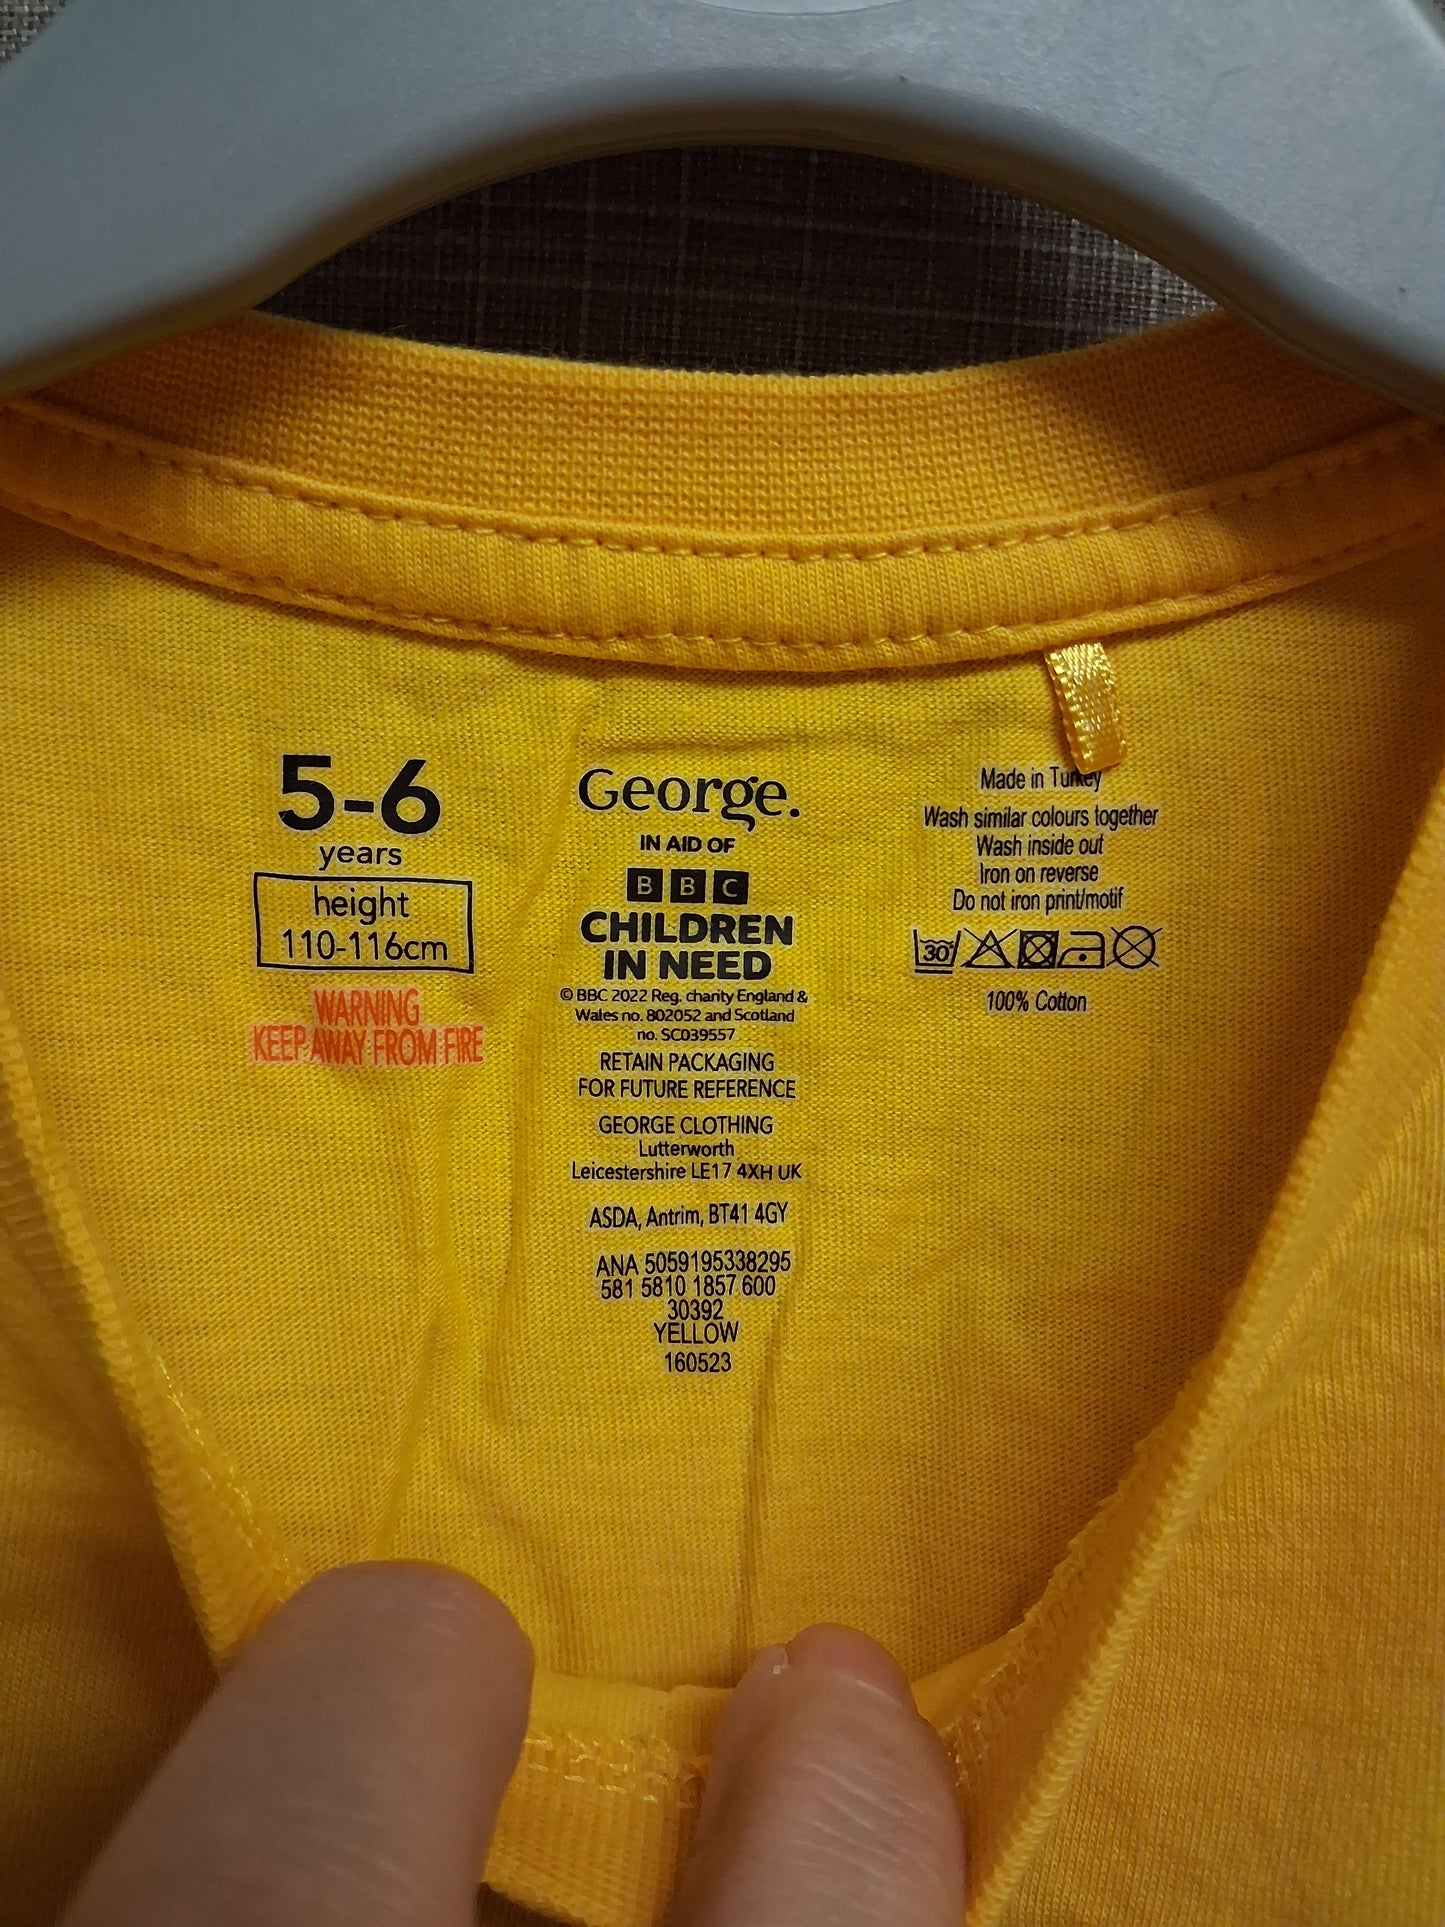 5-6
years
height
110-116cm
WARNING
KEEP AWAY FROM FIRE
George.
IN AID OF
BBC
CHILDREN
IN NEED
© BBC 2022 Reg. charity England &
Wales no. 802052 and Scotland
no. SC039557
RETAIN PACKAGING
FOR FUTURE REFERENCE
GEORGE CLOTHING
Lutterworth
Leicestershire LE17 4XH UK
ASDA, Antrim, BT41 4GY
ANA 5059195338295
581 5810 1857 600
30392
YELLOW
160523
Made in Turkey
Wash similar colours together
Wash inside out
Iron on reverse
Do not iron print/motif
30°
100% Cotton